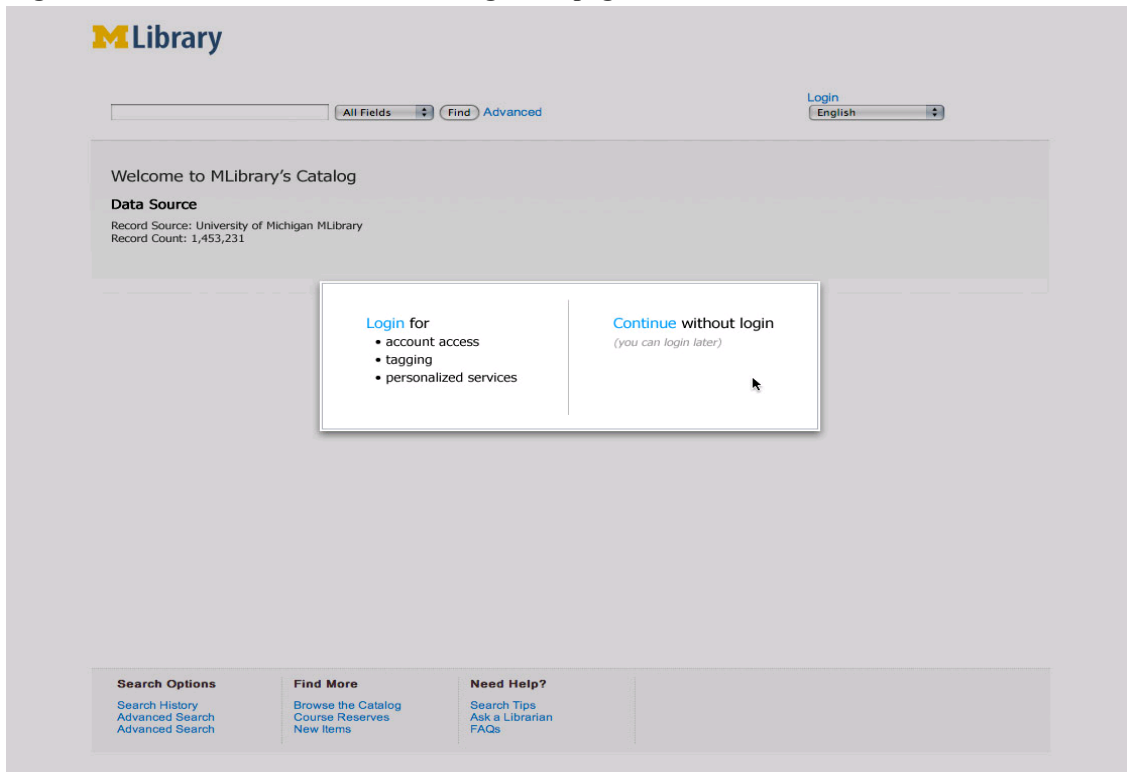 MLibrary
Login
All Fields Find Advanced English
Welcome to MLibrary's Catalog
Data Source
Record Source: University of Michigan MLibrary
Record Count: 1,453,231
Login for
• account access
• tagging
• personalized services
Continue without login
(you can login later)
Search Options
Search History
Advanced Search
Advanced Search
Find More
Browse the Catalog
Course Reserves
New Items
Need Help?
Search Tips
Ask a Librarian
FAQs